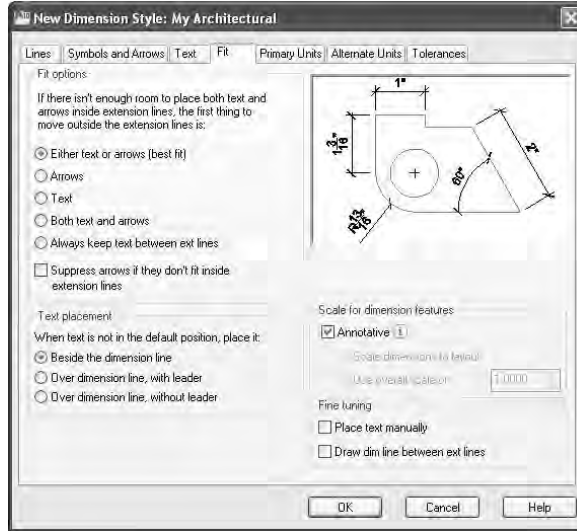 New Dimension Style: My Architectural
Lines Symbols and Arrows Text Fit Primary Units Alternate Units Tolerances
Fit options
If there isn't enough room to place both text and
arrows inside extension lines, the first thing to
move outside the extension lines is:
Either text or arrows (best fit)
Arrows
Text
Both text and arrows
Always keep text between ext lines
Suppress arrows if they don't fit inside
extension lines
Text placement
When text is not in the default position, place it:
Beside the dimension line
Over dimension line, with leader
Over dimension line, without leader
1"
1 3/16
2"
60°
R13/16
Scale for dimension features
Annotative
Scale dimensions to layout
Use overall scale of: 1.0000
Fine tuning
Place text manually
Draw dim line between ext lines
OK Cancel Help